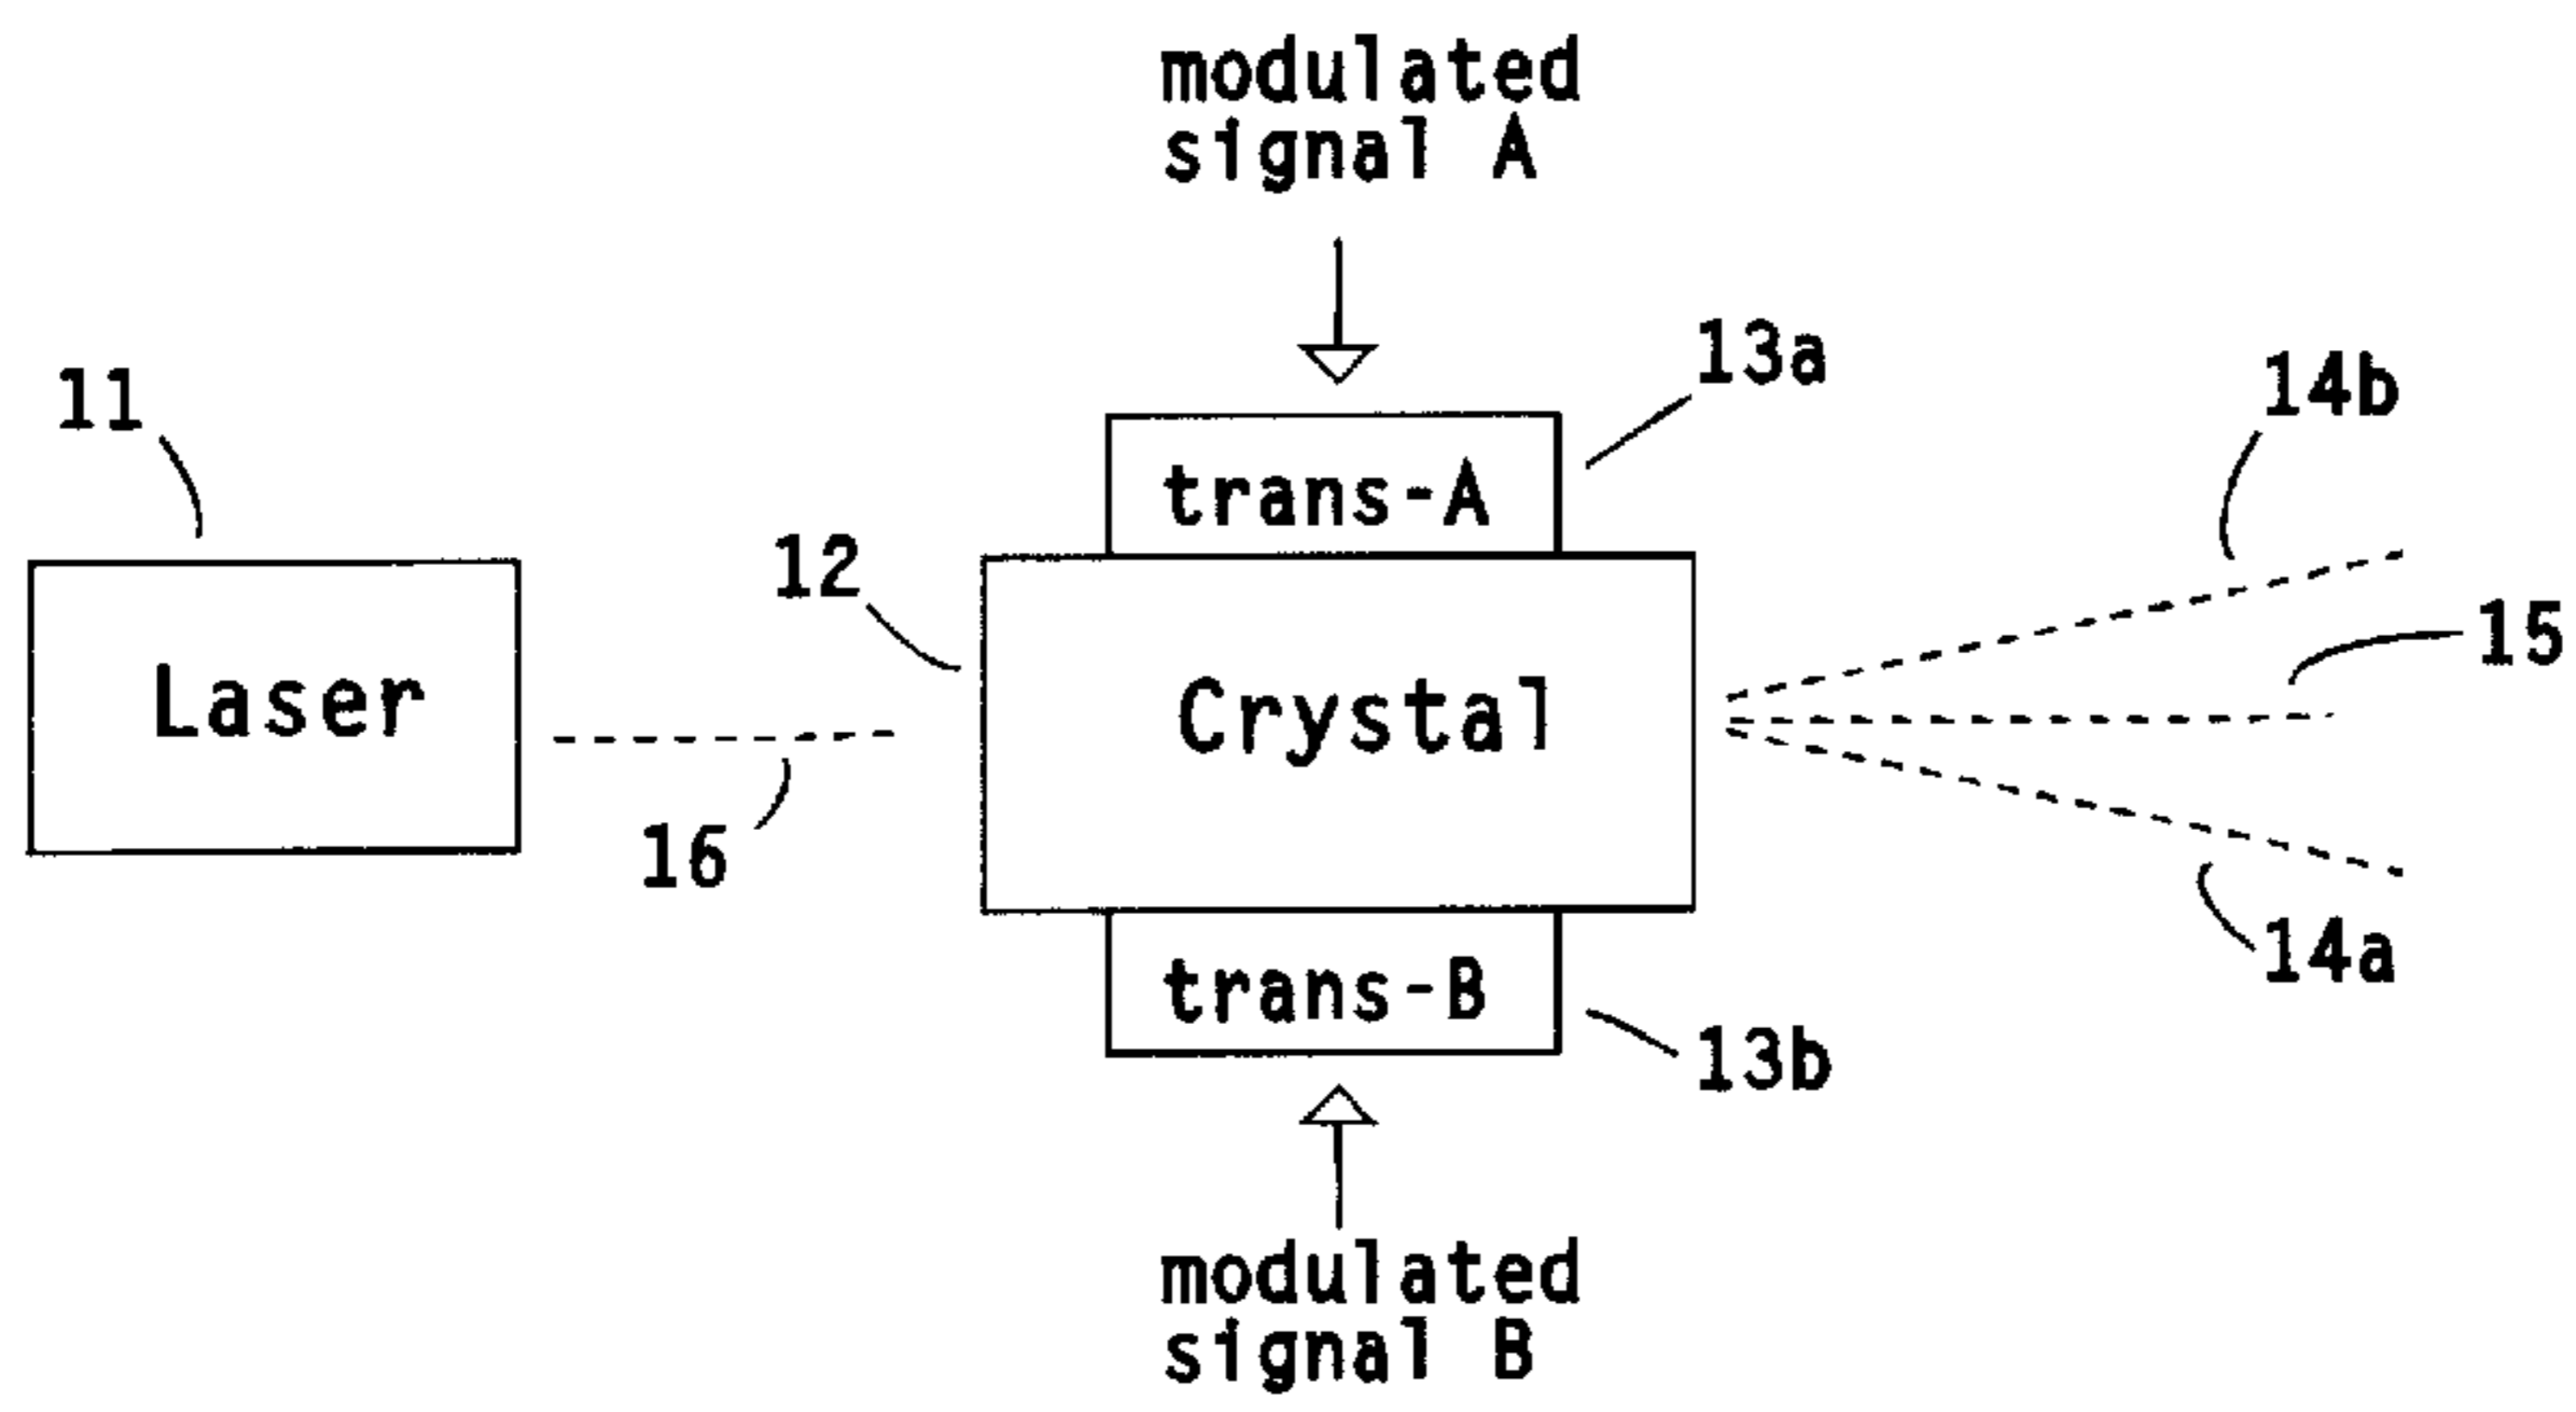 modulated
signal A
13a
14b
11
trans-A
12
15
Laser
Crystal
16
14a
trans-B
13b
modulated
signal B